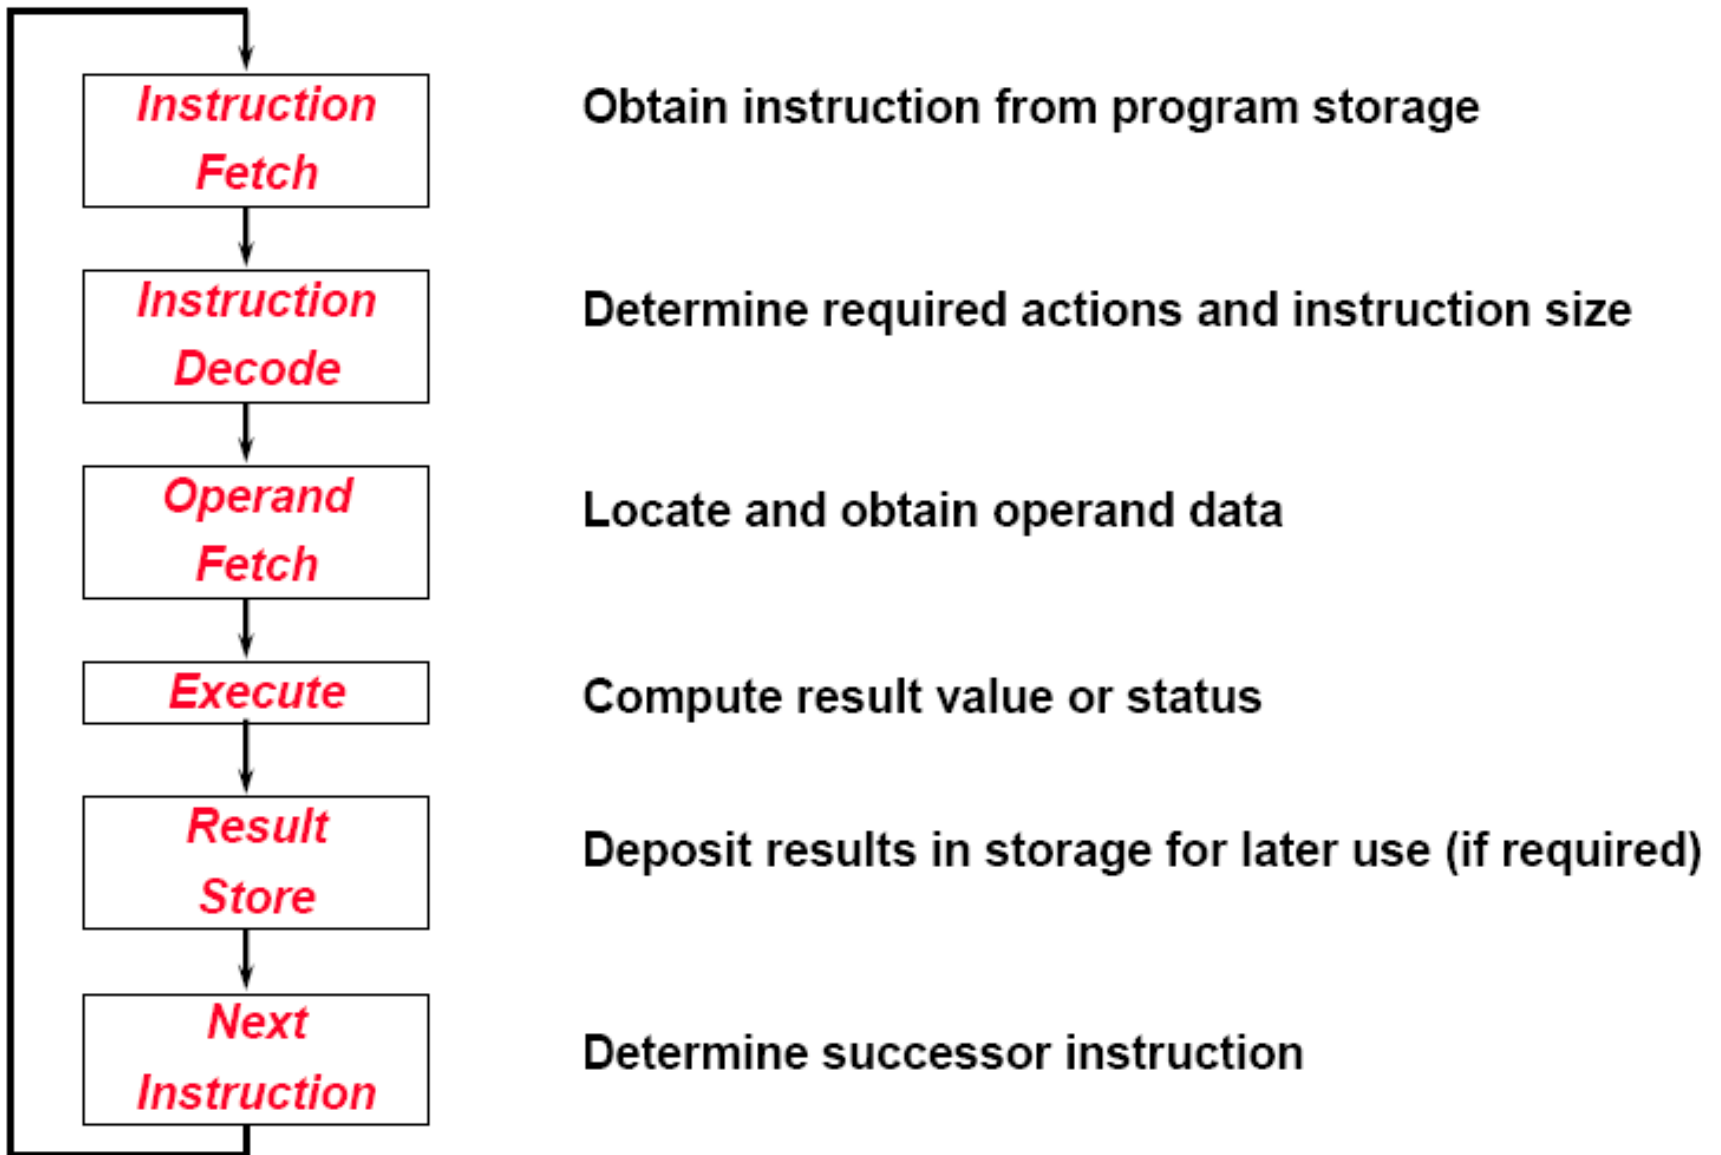 Instruction
Fetch
Obtain instruction from program storage
Instruction
Decode
Determine required actions and instruction size
Operand
Fetch
Locate and obtain operand data
Execute
Compute result value or status
Result
Store
Deposit results in storage for later use (if required)
Next
Instruction
Determine successor instruction